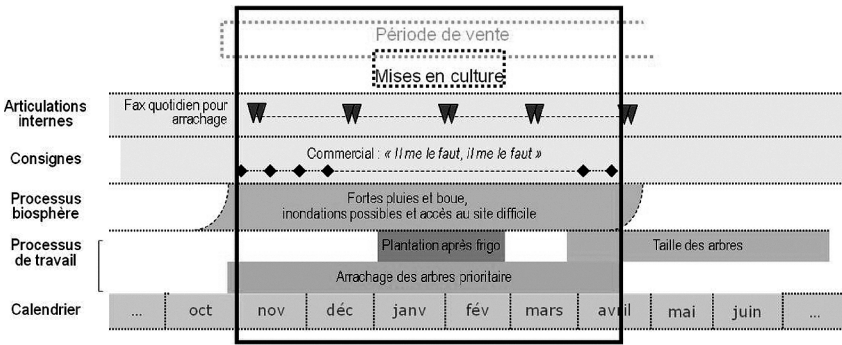 Période de vente
Mises en culture
Articulations
internes
Fax quotidien pour
arrachage
Consignes
Commercial : « Il me le faut, il me le faut »
Processus
biosphère
Fortes pluies et boue,
inondations possibles et accès au site difficile
Processus
de travail
Plantation après frigo
Taille des arbres
Arrachage des arbres prioritaire
Calendrier
... oct nov déc janv fév mars avril mai juin ...